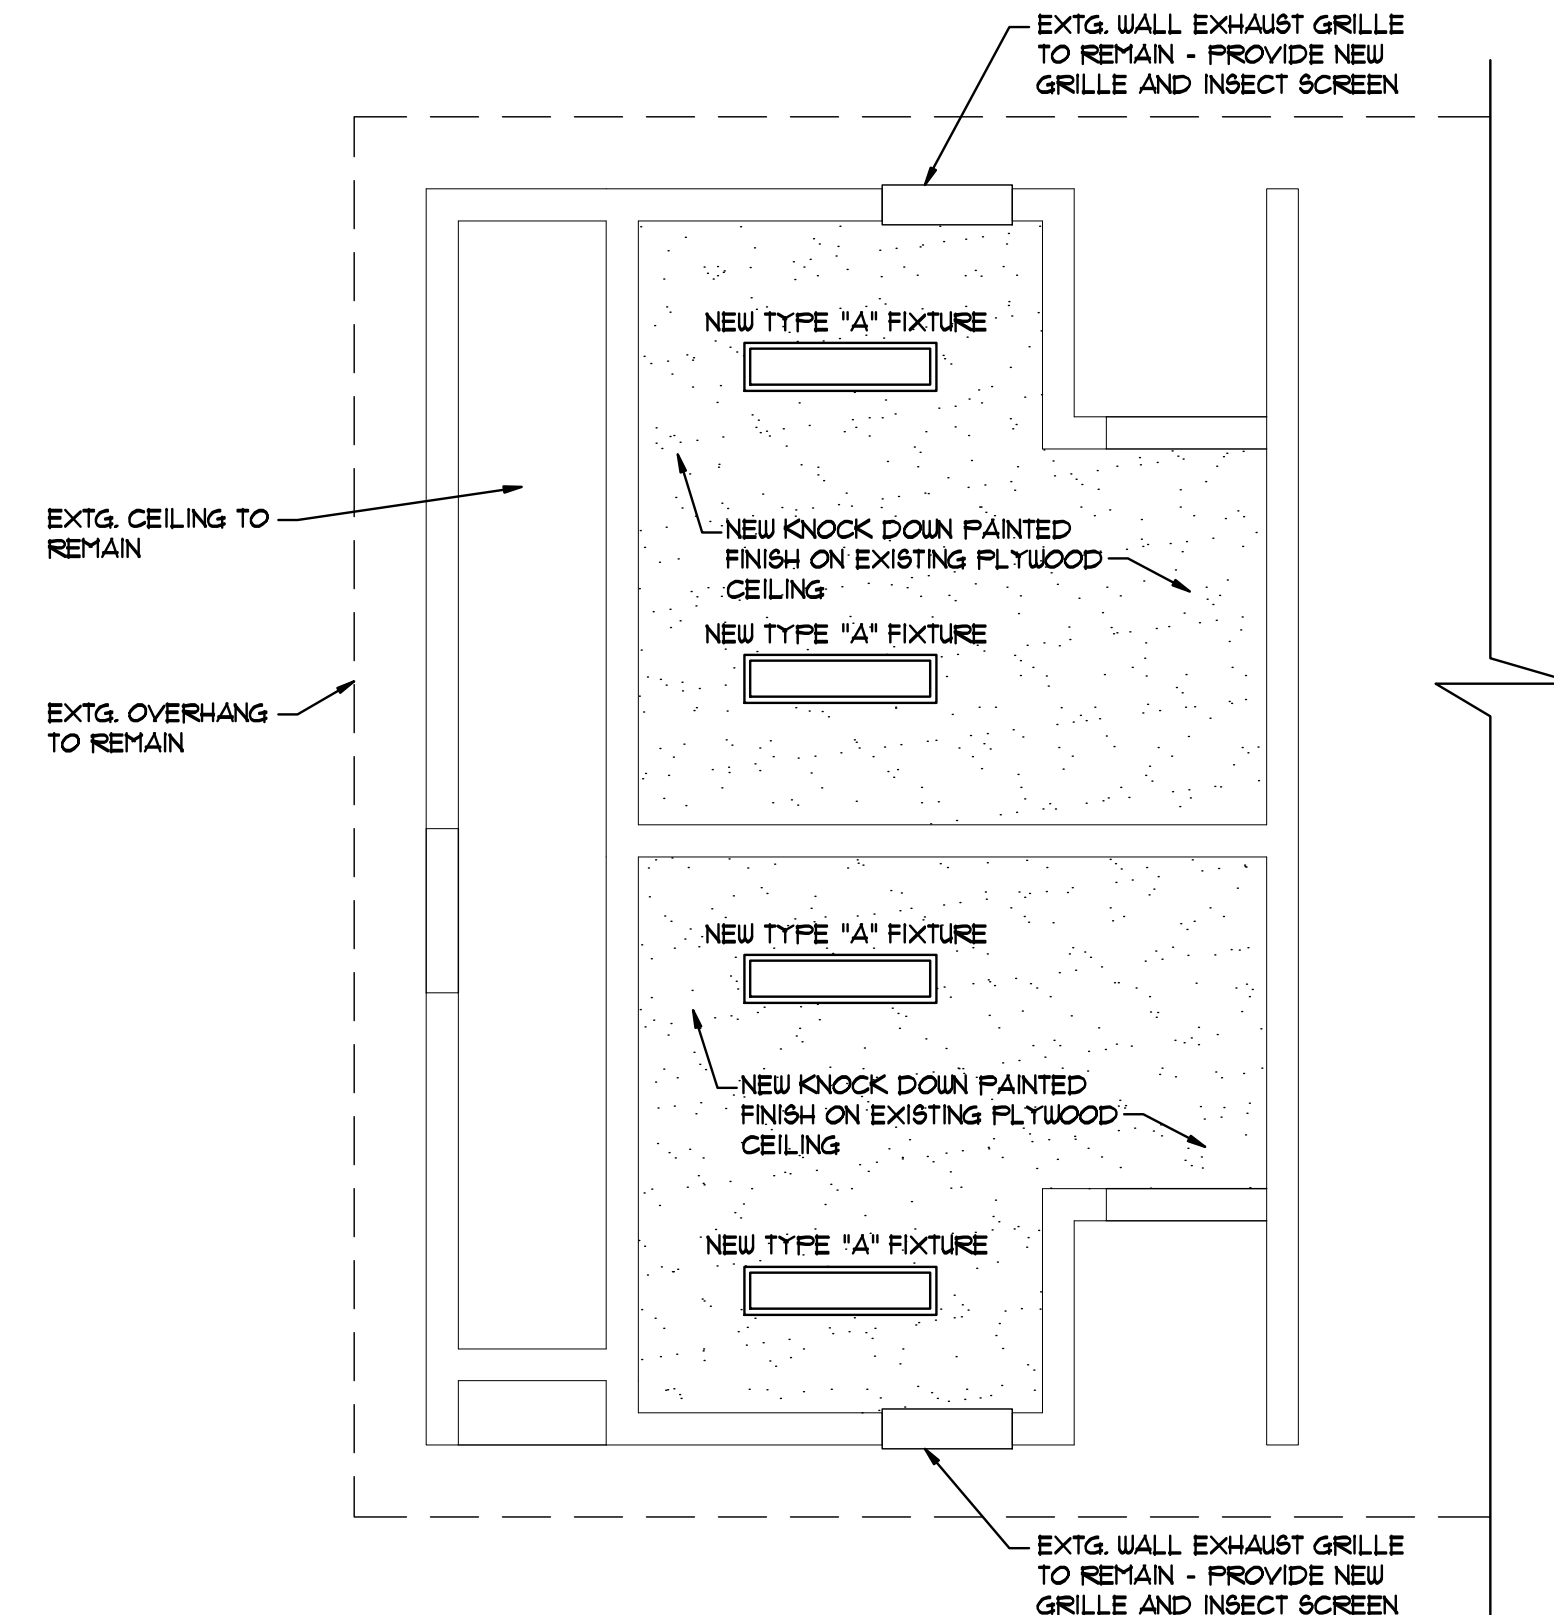 EXTG. WALL EXHAUST GRILLE
TO REMAIN - PROVIDE NEW
GRILLE AND INSECT SCREEN
NEW TYPE "A" FIXTURE
EXTG. CEILING TO
REMAIN
NEW KNOCK DOWN PAINTED
FINISH ON EXISTING PLYWOOD
CEILING
NEW TYPE "A" FIXTURE
EXTG. OVERHANG
TO REMAIN
NEW TYPE "A" FIXTURE
NEW KNOCK DOWN PAINTED
FINISH ON EXISTING PLYWOOD
CEILING
NEW TYPE "A" FIXTURE
EXTG. WALL EXHAUST GRILLE
TO REMAIN - PROVIDE NEW
GRILLE AND INSECT SCREEN